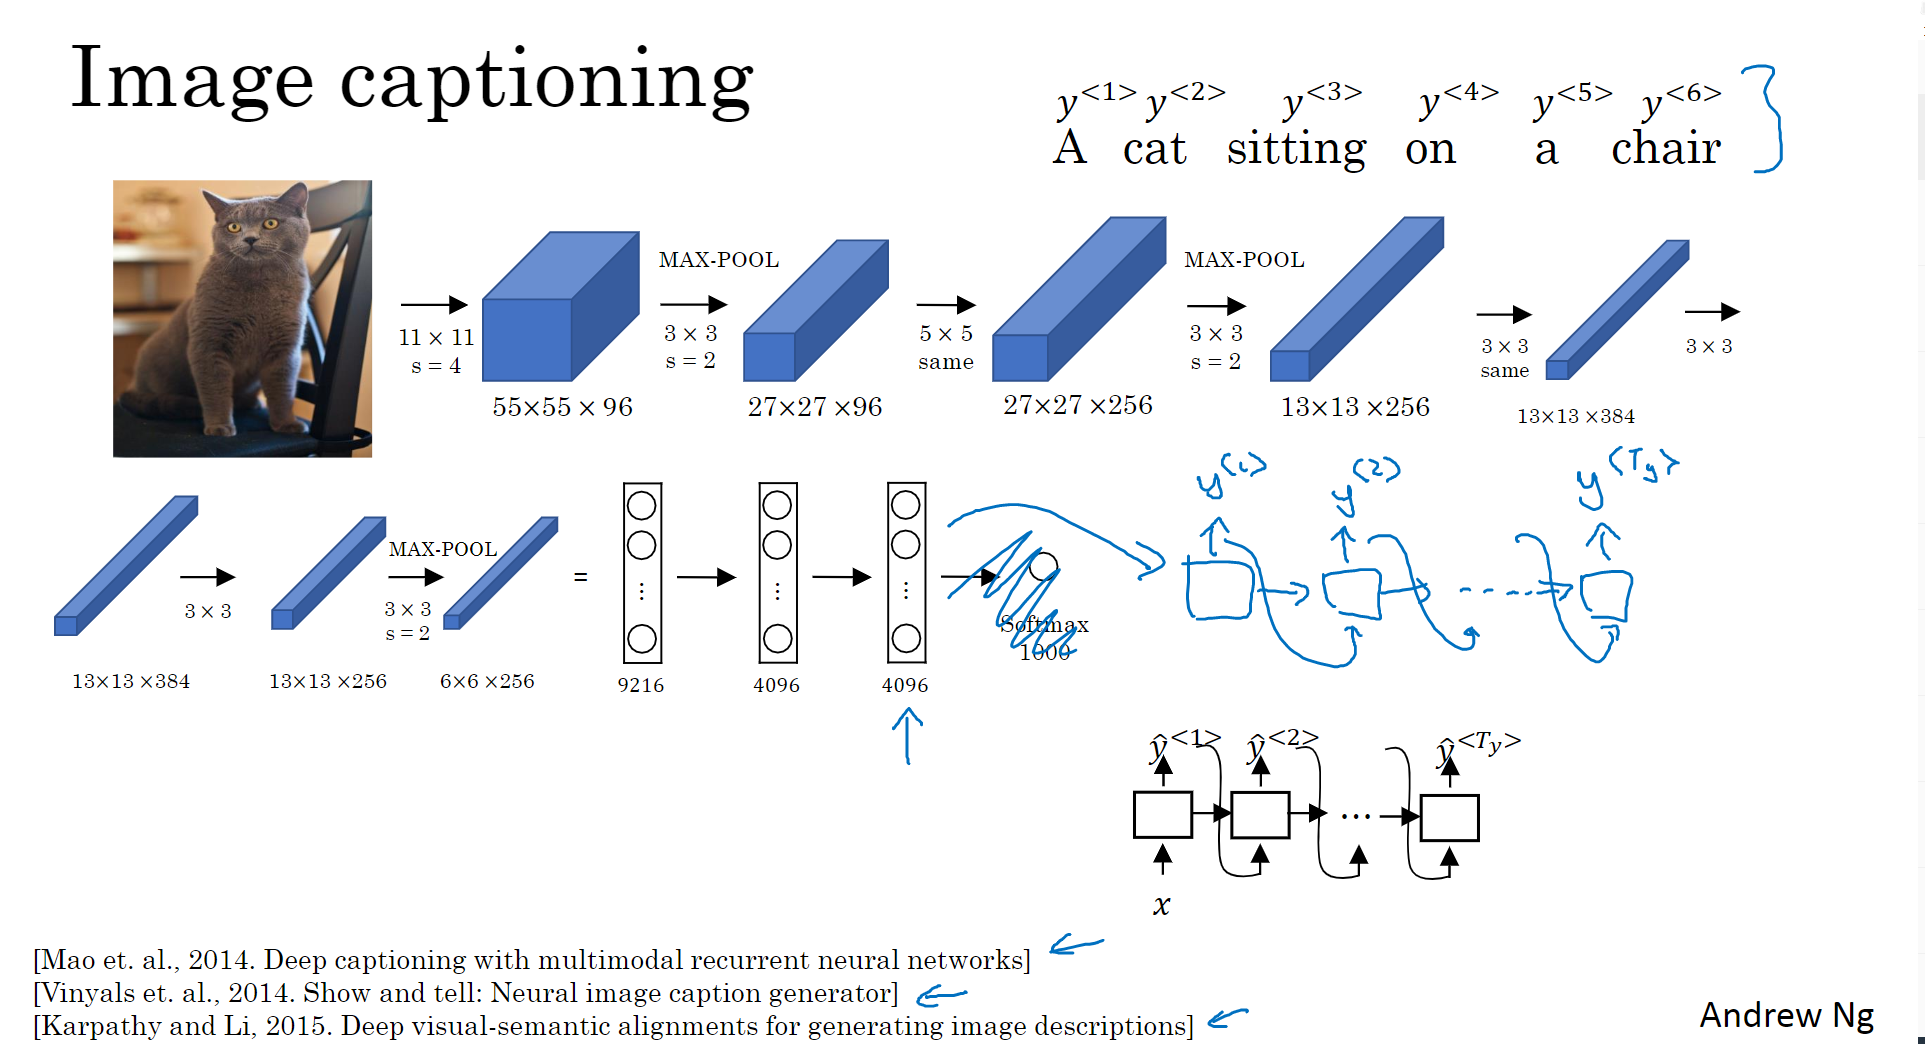 Image captioning
y<1> y<2> y<3> y<4> y<5> y<6>
A cat sitting on a chair
MAX-POOL MAX-POOL
11 × 11 3 × 3 5 × 5 3 × 3 3 × 3 3 × 3
s = 4 s = 2 same s = 2 same
55×55 × 96 27×27 ×96 27×27 ×256 13×13 ×256 13×13 ×384
y<1> y<2> y<Ty>
MAX-POOL
3 × 3 3 × 3
s = 2
=
⋮ ⋮ ⋮
Softmax
1000
13×13 ×384 13×13 ×256 6×6 ×256 9216 4096 4096
ŷ<1> ŷ<2> ŷ<Ty>
⋯
x
[Mao et. al., 2014. Deep captioning with multimodal recurrent neural networks]
[Vinyals et. al., 2014. Show and tell: Neural image caption generator]
[Karpathy and Li, 2015. Deep visual-semantic alignments for generating image descriptions]
Andrew Ng